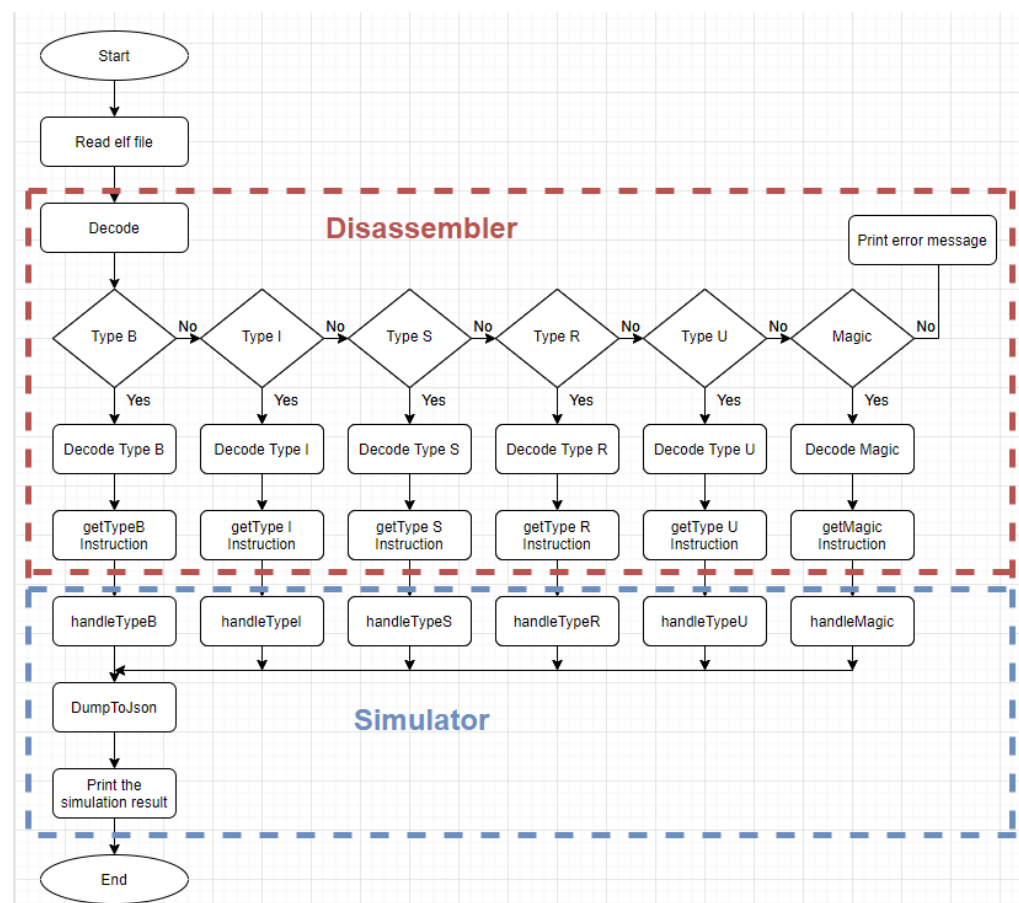 Start
Read elf file
Decode
Disassembler
Print error message
Type B
No
Type I
No
Type S
No
Type R
No
Type U
No
Magic
No
Yes
Yes
Yes
Yes
Yes
Yes
Decode Type B
Decode Type I
Decode Type S
Decode Type R
Decode Type U
Decode Magic
getTypeB
Instruction
getType I
Instruction
getType S
Instruction
getType R
Instruction
getType U
Instruction
getMagic
Instruction
handleTypeB
handleTypeI
handleTypeS
handleTypeR
handleTypeU
handleMagic
DumpToJson
Simulator
Print the
simulation result
End